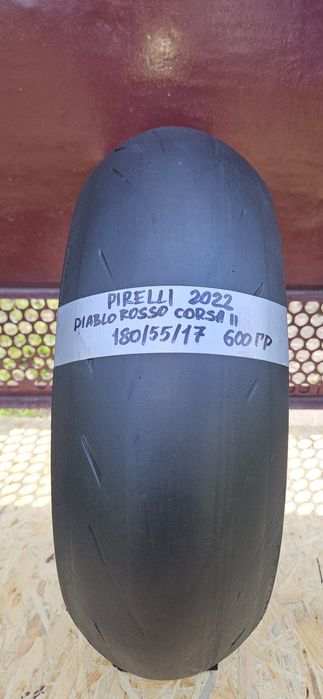 PIRELLI 2022
DIABLO ROSSO CORSA II
180/55/17 600 ГР